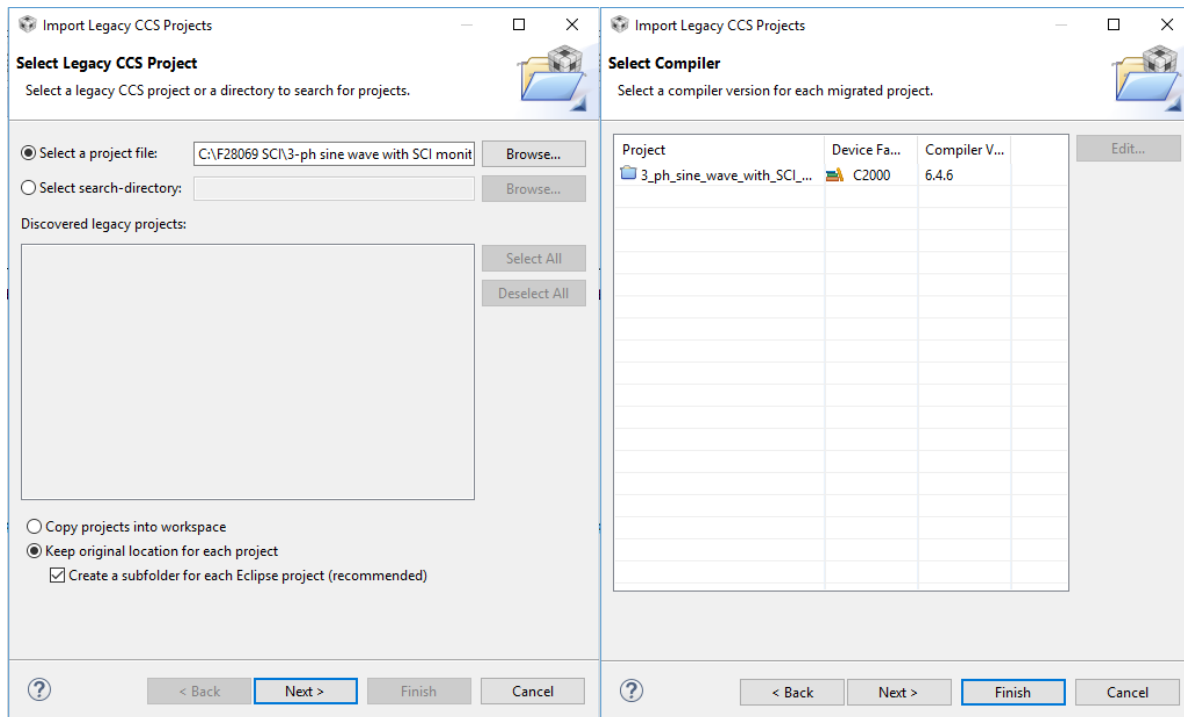 Import Legacy CCS Projects
Select Legacy CCS Project
Select a legacy CCS project or a directory to search for projects.
Select a project file: C:\F28069 SCI\3-ph sine wave with SCI monit Browse...
Select search-directory: Browse...
Discovered legacy projects:
Select All
Deselect All
Copy projects into workspace
Keep original location for each project
Create a subfolder for each Eclipse project (recommended)
? < Back Next > Finish Cancel
Import Legacy CCS Projects
Select Compiler
Select a compiler version for each migrated project.
Project Device Fa... Compiler V... Edit...
3_ph_sine_wave_with_SCI_... C2000 6.4.6
? < Back Next > Finish Cancel